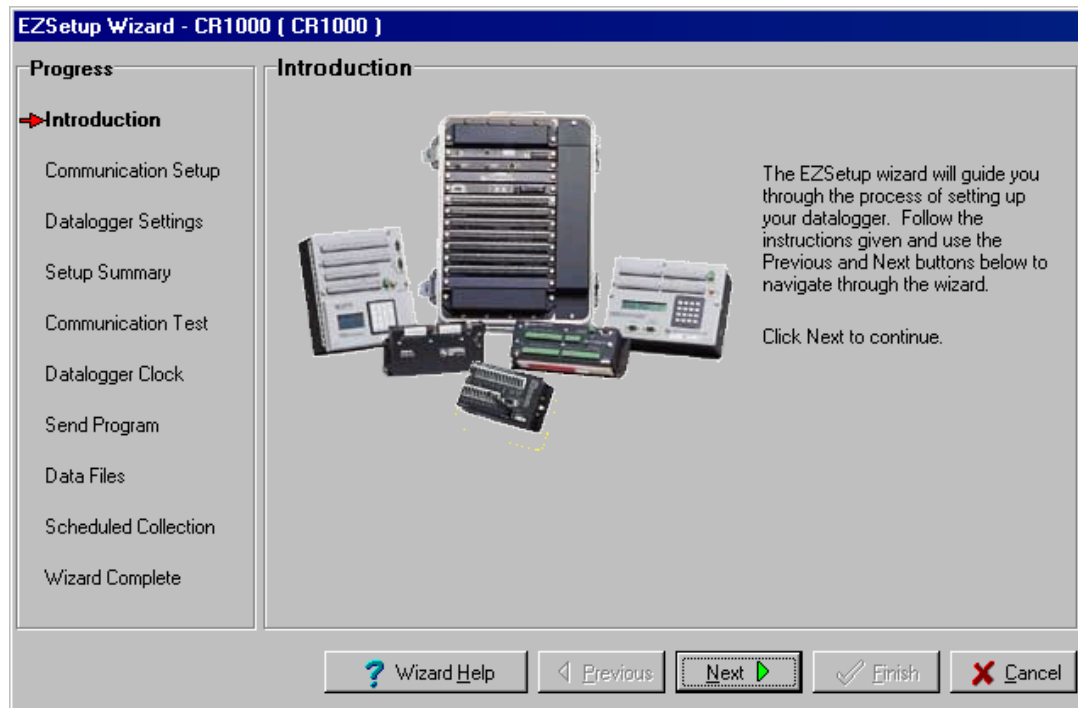 EZSetup Wizard - CR1000 ( CR1000 )
Progress
Introduction
Communication Setup
Datalogger Settings
Setup Summary
Communication Test
Datalogger Clock
Send Program
Data Files
Scheduled Collection
Wizard Complete
Introduction
The EZSetup wizard will guide you
through the process of setting up
your datalogger. Follow the
instructions given and use the
Previous and Next buttons below to
navigate through the wizard.
Click Next to continue.
? Wizard Help
Previous
Next
Finish
Cancel